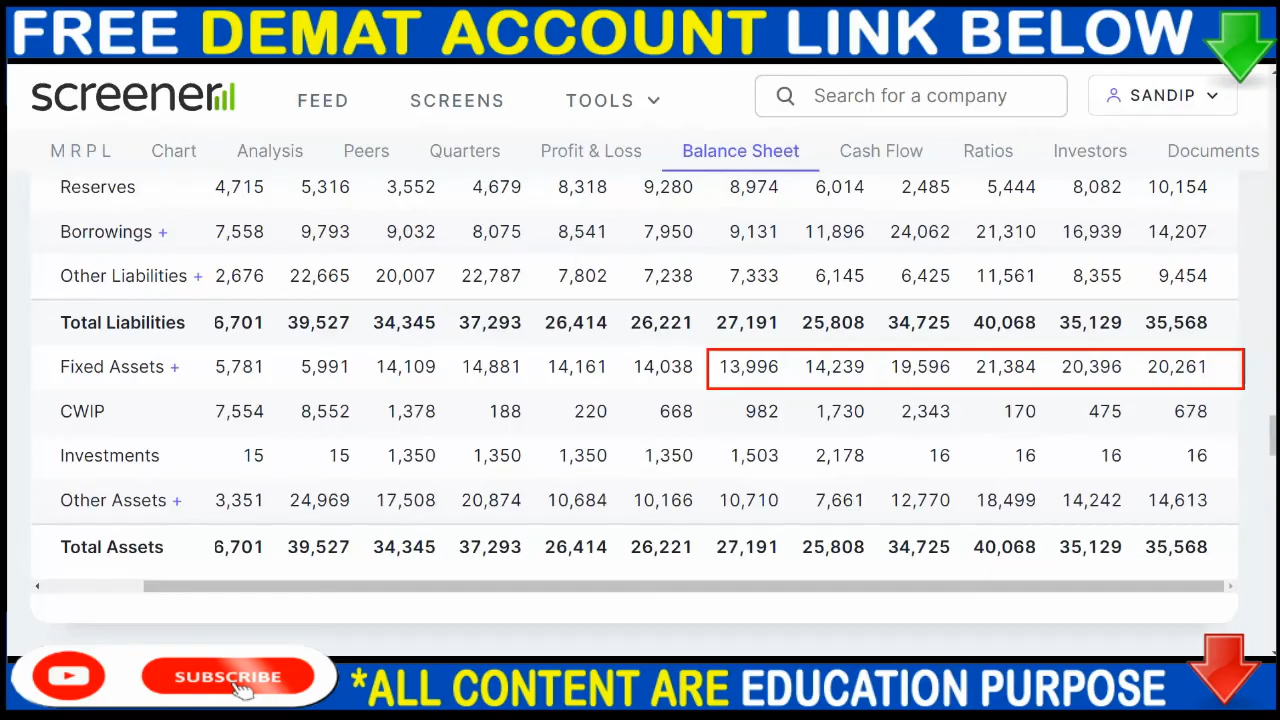 FREE DEMAT ACCOUNT LINK BELOW
screener FEED SCREENS TOOLS Search for a company SANDIP
M R P L Chart Analysis Peers Quarters Profit & Loss Balance Sheet Cash Flow Ratios Investors Documents
Reserves 4,715 5,316 3,552 4,679 8,318 9,280 8,974 6,014 2,485 5,444 8,082 10,154
Borrowings + 7,558 9,793 9,032 8,075 8,541 7,950 9,131 11,896 24,062 21,310 16,939 14,207
Other Liabilities + 2,676 22,665 20,007 22,787 7,802 7,238 7,333 6,145 6,425 11,561 8,355 9,454
Total Liabilities 6,701 39,527 34,345 37,293 26,414 26,221 27,191 25,808 34,725 40,068 35,129 35,568
Fixed Assets + 5,781 5,991 14,109 14,881 14,161 14,038 13,996 14,239 19,596 21,384 20,396 20,261
CWIP 7,554 8,552 1,378 188 220 668 982 1,730 2,343 170 475 678
Investments 15 15 1,350 1,350 1,350 1,350 1,503 2,178 16 16 16 16
Other Assets + 3,351 24,969 17,508 20,874 10,684 10,166 10,710 7,661 12,770 18,499 14,242 14,613
Total Assets 6,701 39,527 34,345 37,293 26,414 26,221 27,191 25,808 34,725 40,068 35,129 35,568
SUBSCRIBE *ALL CONTENT ARE EDUCATION PURPOSE